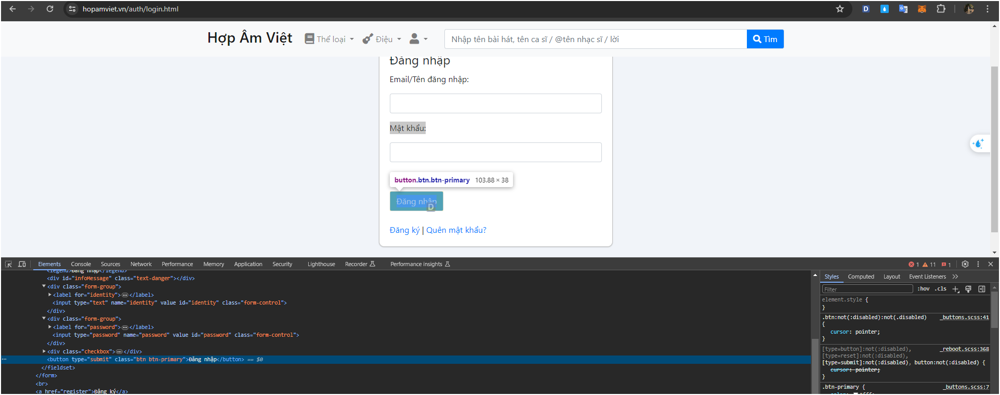 hopamviet.vn/auth/login.html
Hợp Âm Việt
Thể loại
Điệu
Nhập tên bài hát, tên ca sĩ / @tên nhạc sĩ / lời
Tìm
Đăng nhập
Email/Tên đăng nhập:
Mật khẩu:
button.btn.btn-primary 103.88 × 38
Đăng nhập
D
Đăng ký | Quên mật khẩu?
Elements Console Sources Network Performance Memory Application Security Lighthouse Recorder Performance insights
1 11 1
<legend>Đăng nhập</legend>
<div id="infoMessage" class="text-danger"></div>
<div class="form-group">
<label for="identity">…</label>
<input type="text" name="identity" value id="identity" class="form-control">
</div>
<div class="form-group">
<label for="password">…</label>
<input type="password" name="password" value id="password" class="form-control">
</div>
<div class="checkbox">…</div>
<button type="submit" class="btn btn-primary">Đăng nhập</button> == $0
</fieldset>
</form>
<br>
<a href="register">Đăng ký</a>
Styles Computed Layout Event Listeners
Filter
:hov .cls
element.style {
}
.btn:not(:disabled):not(.disabled) _buttons.scss:41
{
cursor: pointer;
}
[type=button]:not(:disabled), _reboot.scss:368
[type=reset]:not(:disabled),
[type=submit]:not(:disabled), button:not(:disabled) {
cursor: pointer;
}
.btn-primary { _buttons.scss:7